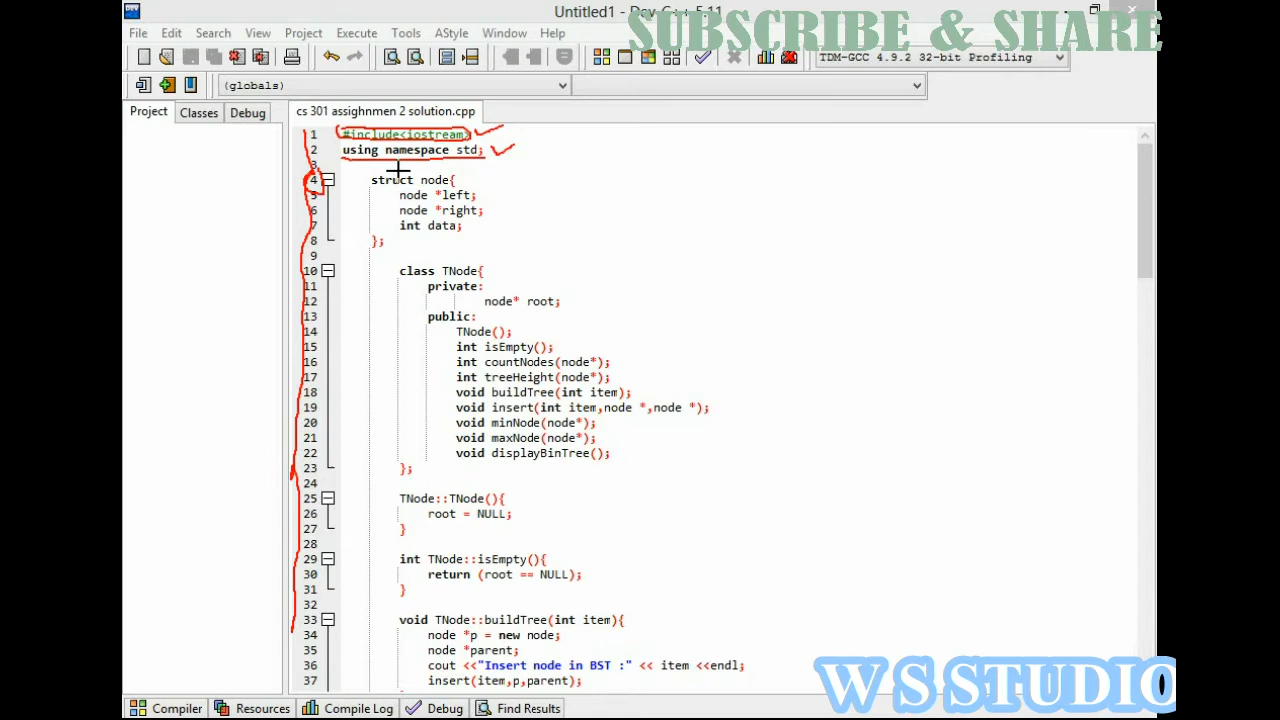 Untitled1 - Dev-C++ 5.11
SUBSCRIBE & SHARE
File Edit Search View Project Execute Tools AStyle Window Help
TDM-GCC 4.9.2 32-bit Profiling
(globals)
Project Classes Debug
cs 301 assighnmen 2 solution.cpp
1 #include<iostream>
2 using namespace std;
3
4 struct node{
5 node *left;
6 node *right;
7 int data;
8 };
9
10 class TNode{
11 private:
12 node* root;
13 public:
14 TNode();
15 int isEmpty();
16 int countNodes(node*);
17 int treeHeight(node*);
18 void buildTree(int item);
19 void insert(int item,node *,node *);
20 void minNode(node*);
21 void maxNode(node*);
22 void displayBinTree();
23 };
24
25 TNode::TNode(){
26 root = NULL;
27 }
28
29 int TNode::isEmpty(){
30 return (root == NULL);
31 }
32
33 void TNode::buildTree(int item){
34 node *p = new node;
35 node *parent;
36 cout <<"Insert node in BST :" << item <<endl;
37 insert(item,p,parent);
W S STUDIO
Compiler Resources Compile Log Debug Find Results